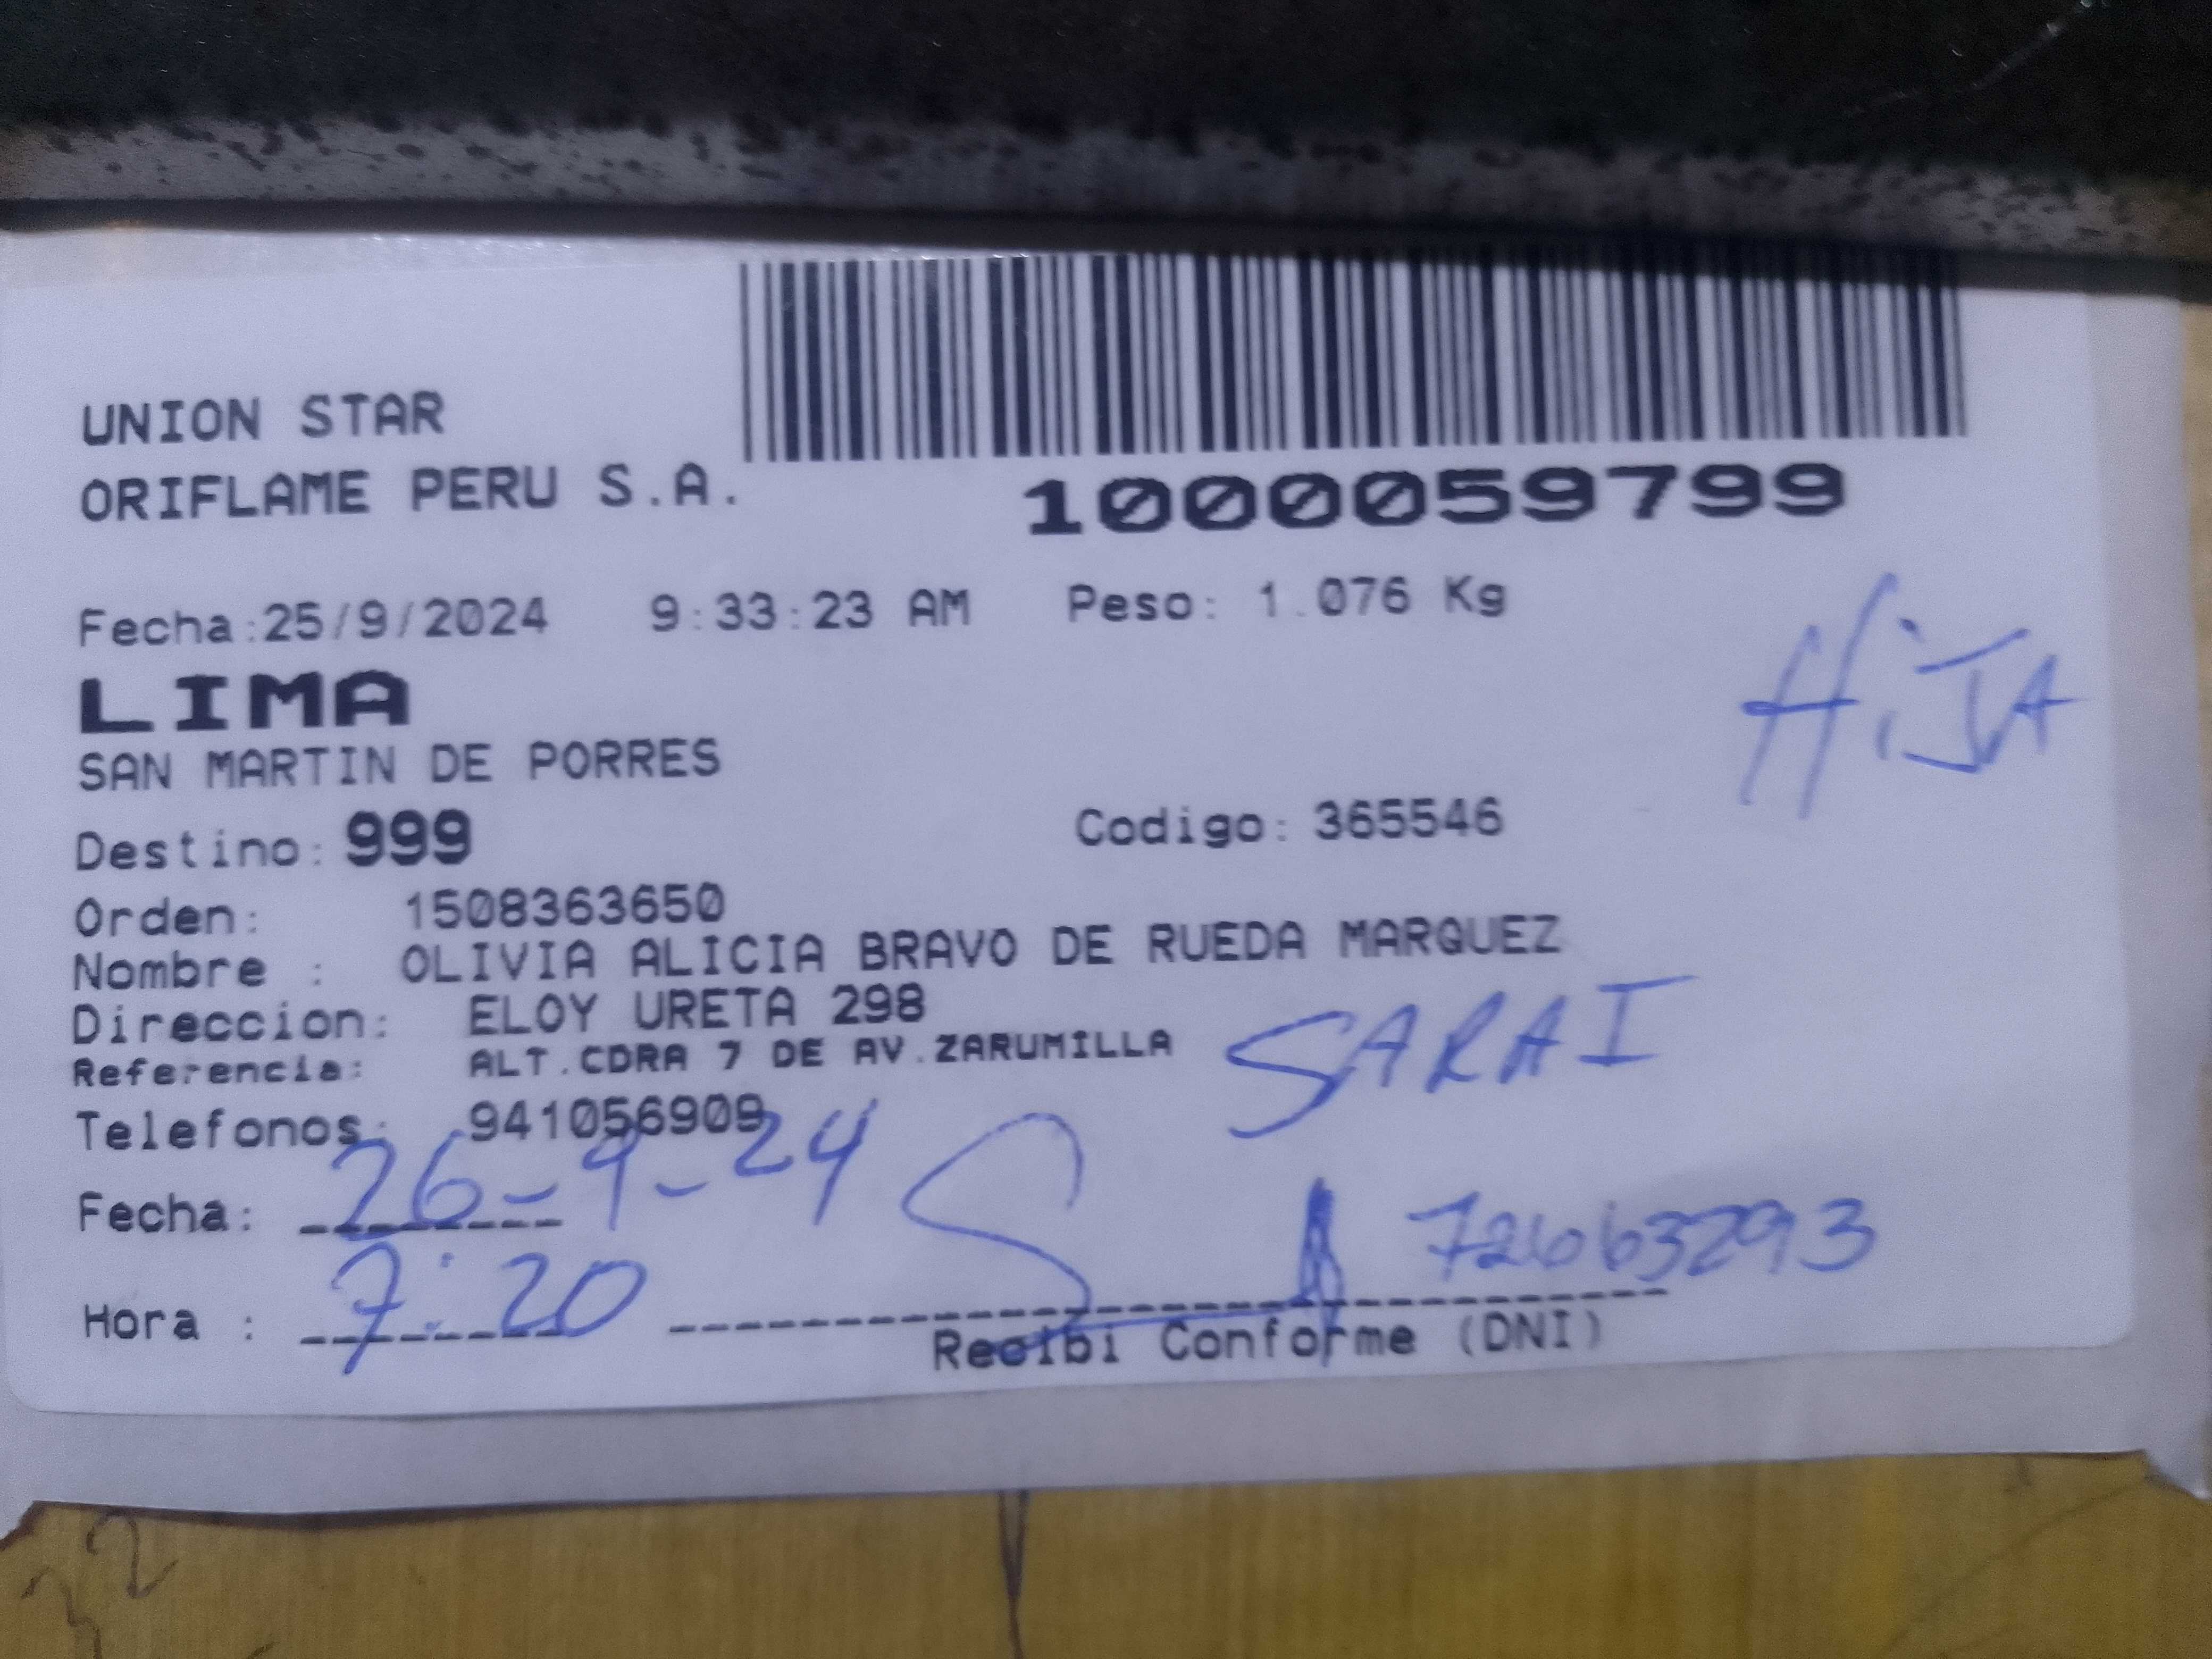 UNION STAR
ORIFLAME PERU S.A.
1000059799
Fecha:25/9/2024 9:33:23 AM Peso: 1.076 Kg
LIMA
HiJA
SAN MARTIN DE PORRES
Destino: 999 Codigo: 365546
Orden: 1508363650
Nombre : OLIVIA ALICIA BRAVO DE RUEDA MARQUEZ
Direccion: ELOY URETA 298
Referencia: ALT.CDRA 7 DE AV.ZARUMILLA
SARAI
Telefonos: 941056909
Fecha: 26-9-24
72663293
Hora : 7:20
Recibi Conforme (DNI)